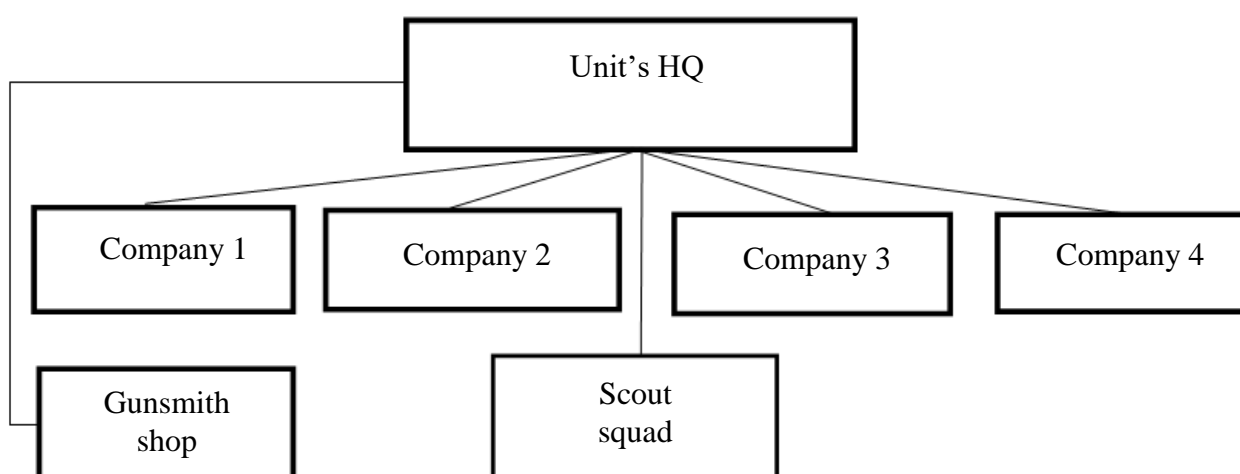 Unit’s HQ
Company 1
Company 2
Company 3
Company 4
Gunsmith
shop
Scout
squad